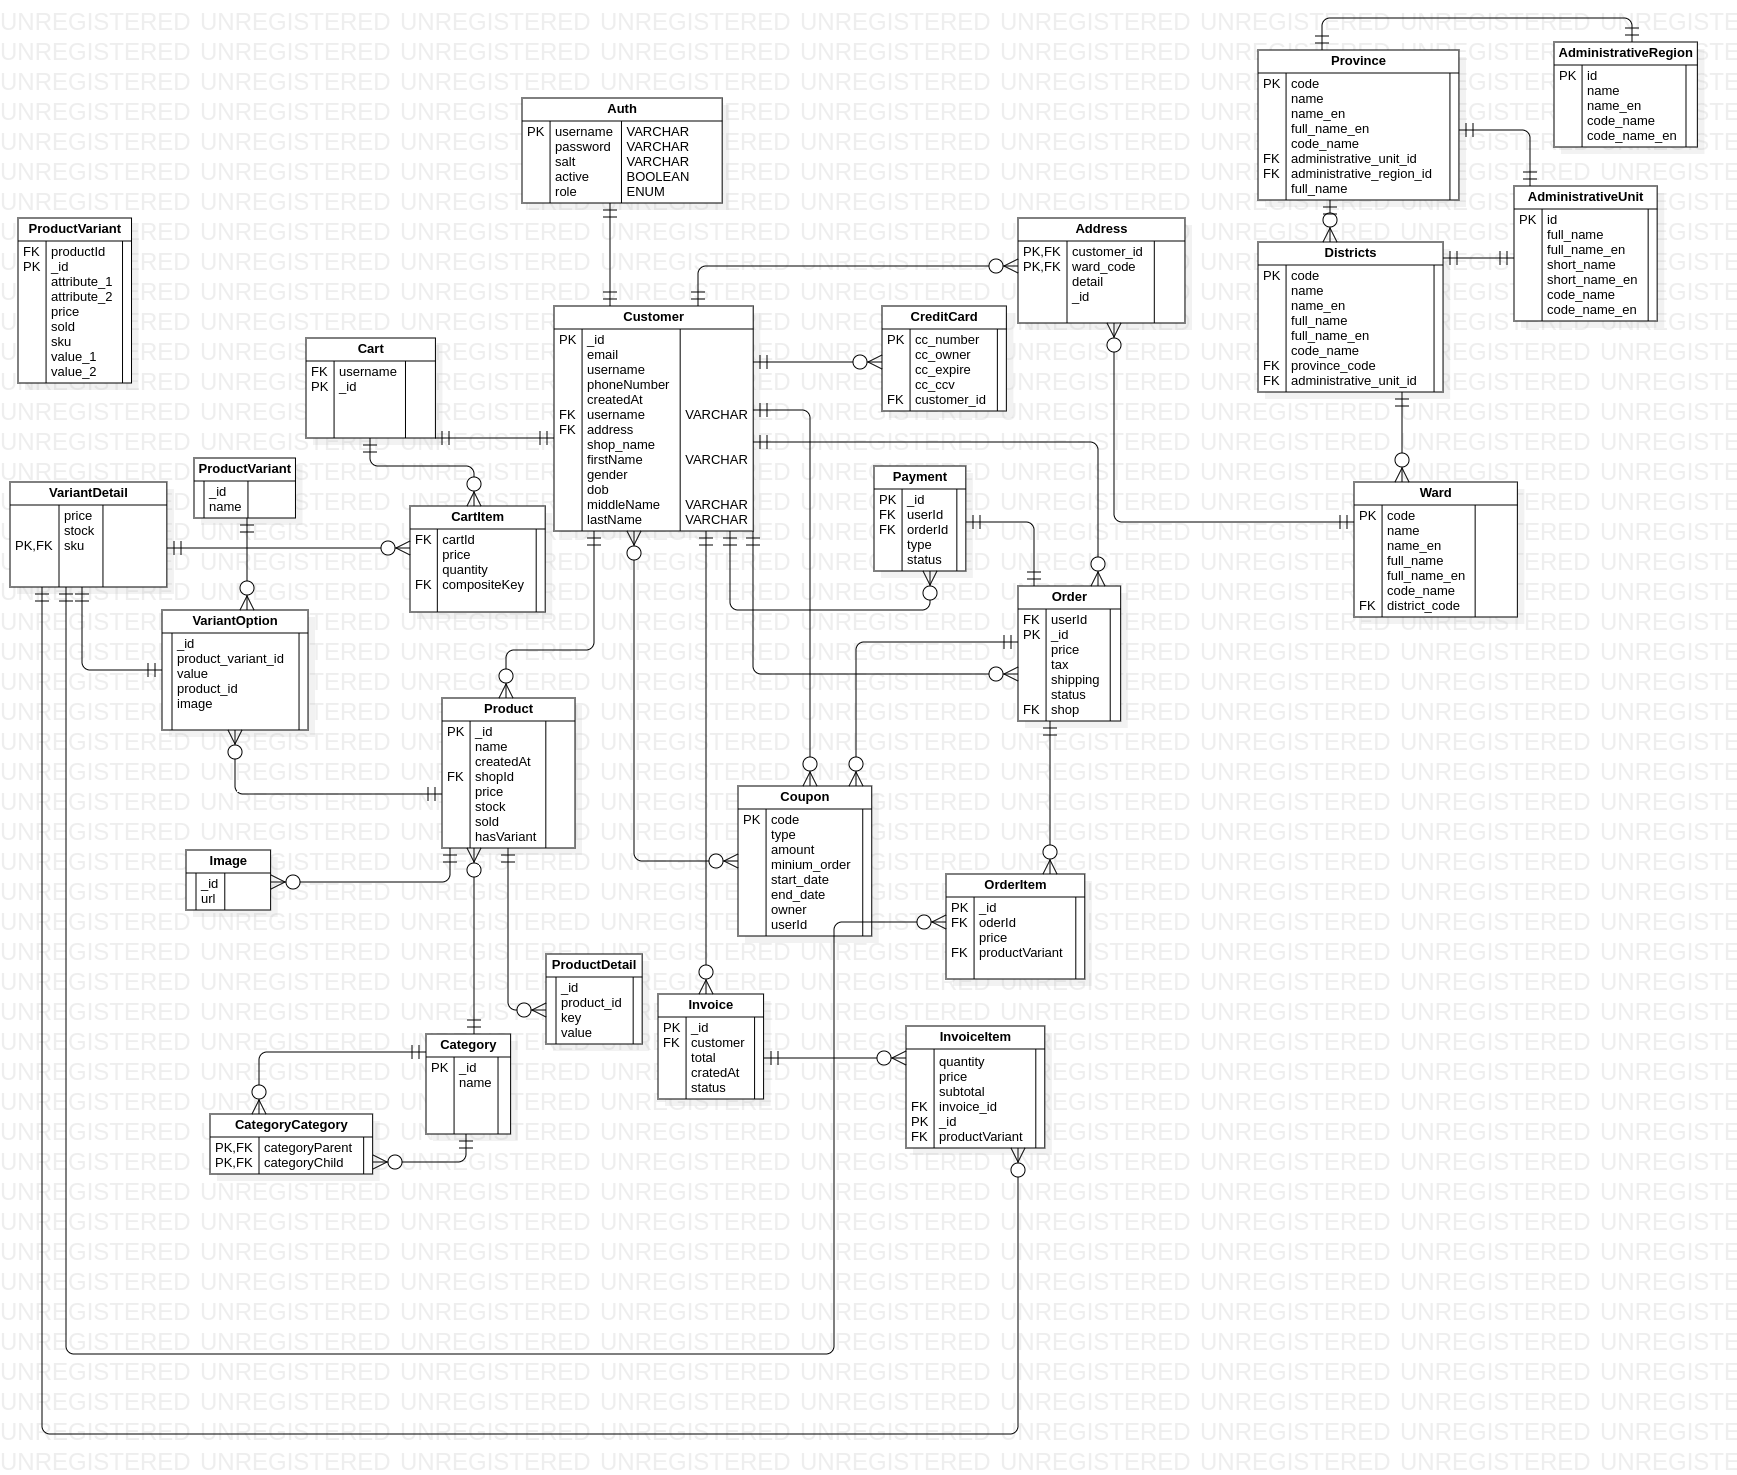 Auth
PK username VARCHAR
password VARCHAR
salt VARCHAR
active BOOLEAN
role ENUM
Province
PK code
name
name_en
full_name_en
code_name
FK administrative_unit_id
FK administrative_region_id
full_name
AdministrativeRegion
PK id
name
name_en
code_name
code_name_en
AdministrativeUnit
PK id
full_name
full_name_en
short_name
short_name_en
code_name
code_name_en
ProductVariant
FK productId
PK _id
attribute_1
attribute_2
price
sold
sku
value_1
value_2
Address
PK,FK customer_id
PK,FK ward_code
detail
_id
Districts
PK code
name
name_en
full_name
full_name_en
code_name
FK province_code
FK administrative_unit_id
Customer
PK _id
email
username
phoneNumber
createdAt
FK username VARCHAR
FK address
shop_name
firstName VARCHAR
gender
dob
middleName VARCHAR
lastName VARCHAR
CreditCard
PK cc_number
cc_owner
cc_expire
cc_ccv
FK customer_id
Cart
FK username
PK _id
ProductVariant
_id
name
VariantDetail
price
stock
PK,FK sku
CartItem
FK cartId
price
quantity
FK compositeKey
Payment
PK _id
FK userId
FK orderId
type
status
Ward
PK code
name
name_en
full_name
full_name_en
code_name
FK district_code
VariantOption
_id
product_variant_id
value
product_id
image
Order
FK userId
PK _id
price
tax
shipping
status
FK shop
Product
PK _id
name
createdAt
FK shopId
price
stock
sold
hasVariant
Coupon
PK code
type
amount
minium_order
start_date
end_date
owner
userId
Image
_id
url
OrderItem
PK _id
FK oderId
price
FK productVariant
ProductDetail
_id
product_id
key
value
Invoice
PK _id
FK customer
total
cratedAt
status
Category
PK _id
name
InvoiceItem
quantity
price
subtotal
FK invoice_id
PK _id
FK productVariant
CategoryCategory
PK,FK categoryParent
PK,FK categoryChild
UNREGISTERED